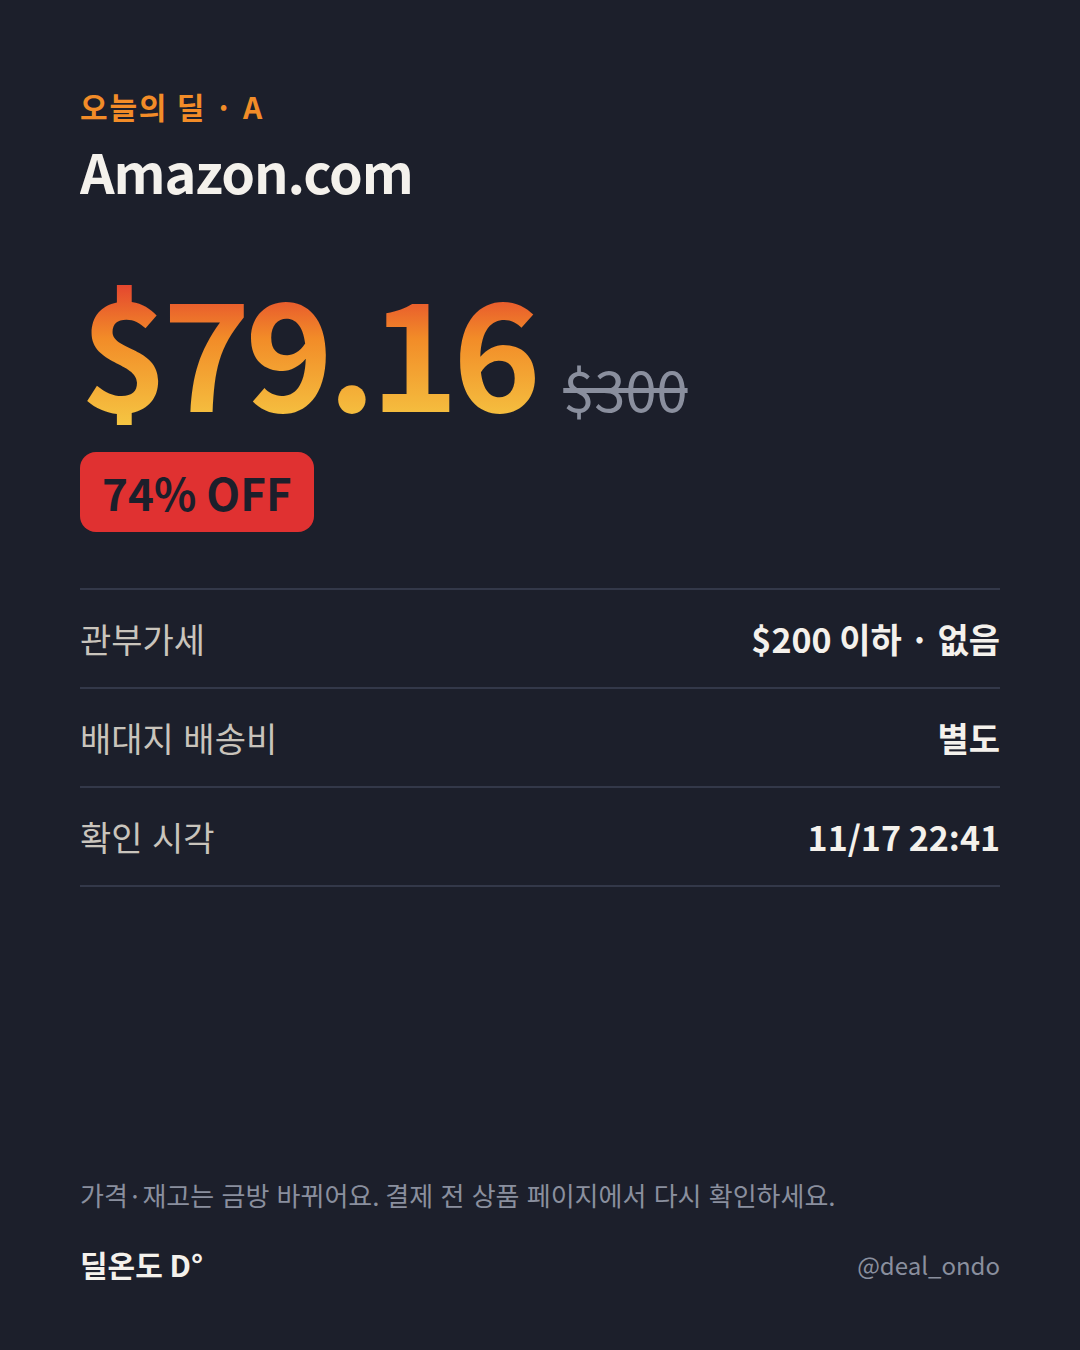 오늘의 딜 · A
Amazon.com
$79.16 $300
74% OFF
관부가세 $200 이하 · 없음
배대지 배송비 별도
확인 시각 11/17 22:41
가격·재고는 금방 바뀌어요. 결제 전 상품 페이지에서 다시 확인하세요.
딜온도 D° @deal_ondo